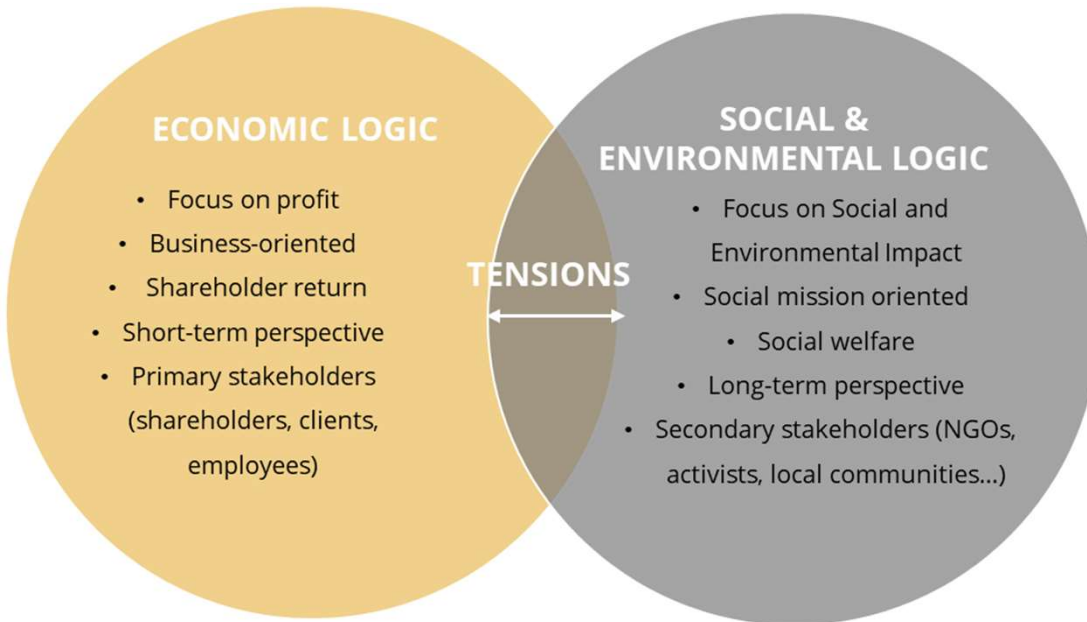 ECONOMIC LOGIC
• Focus on profit
• Business-oriented
• Shareholder return
• Short-term perspective
• Primary stakeholders
(shareholders, clients,
employees)
TENSIONS
SOCIAL &
ENVIRONMENTAL LOGIC
• Focus on Social and
Environmental Impact
• Social mission oriented
• Social welfare
• Long-term perspective
• Secondary stakeholders (NGOs,
activists, local communities...)